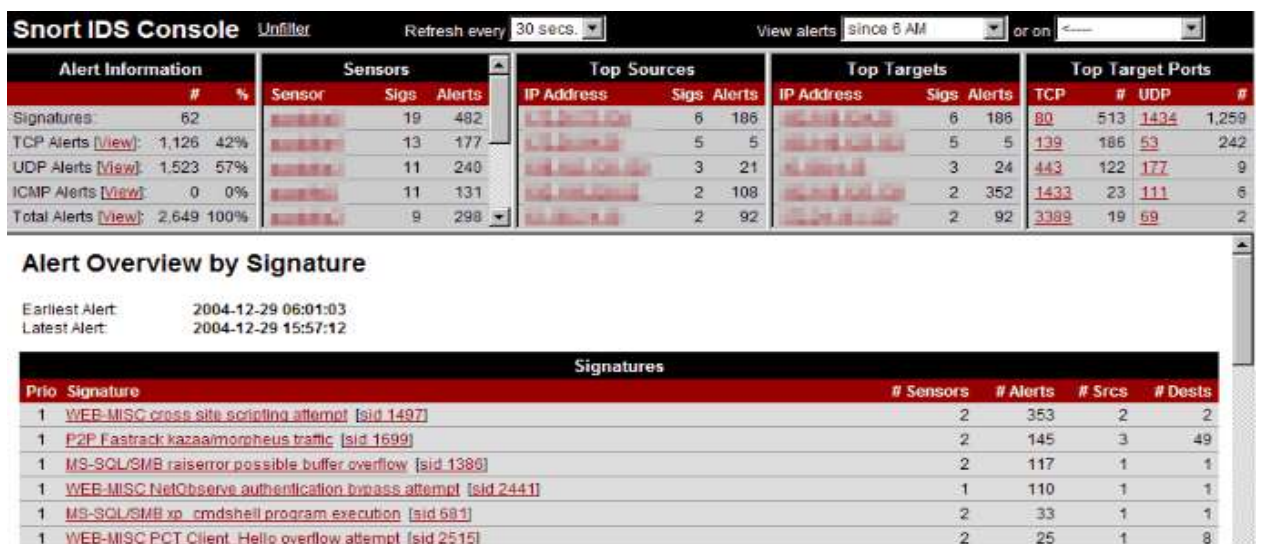 Snort IDS Console Unfilter Refresh every 30 secs. View alerts since 6 AM or on <-----
Alert Information Sensors Top Sources Top Targets Top Target Ports
# % Sensor Sigs Alerts IP Address Sigs Alerts IP Address Sigs Alerts TCP # UDP #
Signatures: 62 19 482 6 186 6 186 80 513 1434 1,259
TCP Alerts [View]: 1,126 42% 13 177 5 5 5 5 139 186 53 242
UDP Alerts [View]: 1,523 57% 11 240 3 21 3 24 443 122 177 9
ICMP Alerts [View]: 0 0% 11 131 2 108 2 352 1433 23 111 6
Total Alerts [View]: 2,649 100% 9 298 2 92 2 92 3389 19 69 2
Alert Overview by Signature
Earliest Alert: 2004-12-29 06:01:03
Latest Alert: 2004-12-29 15:57:12
Signatures
Prio Signature # Sensors # Alerts # Srcs # Dests
1 WEB-MISC cross site scripting attempt [sid 1497] 2 353 2 2
1 P2P Fastrack kazaa/morpheus traffic [sid 1699] 2 145 3 49
1 MS-SQL/SMB raiserror possible buffer overflow [sid 1386] 2 117 1 1
1 WEB-MISC NetObserve authentication bypass attempt [sid 2441] 1 110 1 1
1 MS-SQL/SMB xp_cmdshell program execution [sid 681] 2 33 1 1
1 WEB-MISC PCT Client_Hello overflow attempt [sid 2515] 2 25 1 8